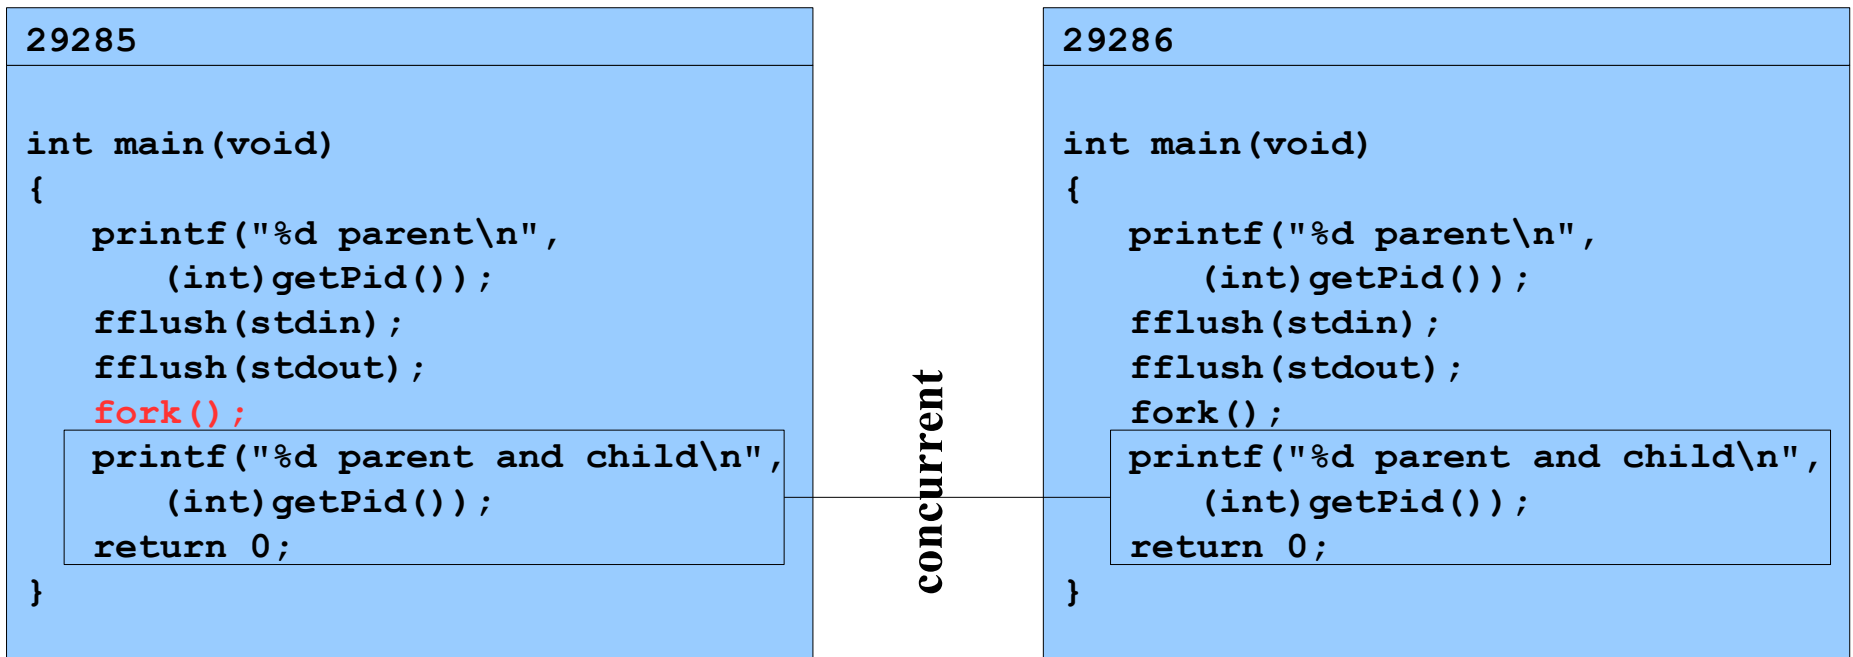 29285
int main(void)
{
printf("%d parent\n",
(int)getPid());
fflush(stdin);
fflush(stdout);
fork();
printf("%d parent and child\n",
(int)getPid());
return 0;
}
concurrent
29286
int main(void)
{
printf("%d parent\n",
(int)getPid());
fflush(stdin);
fflush(stdout);
fork();
printf("%d parent and child\n",
(int)getPid());
return 0;
}